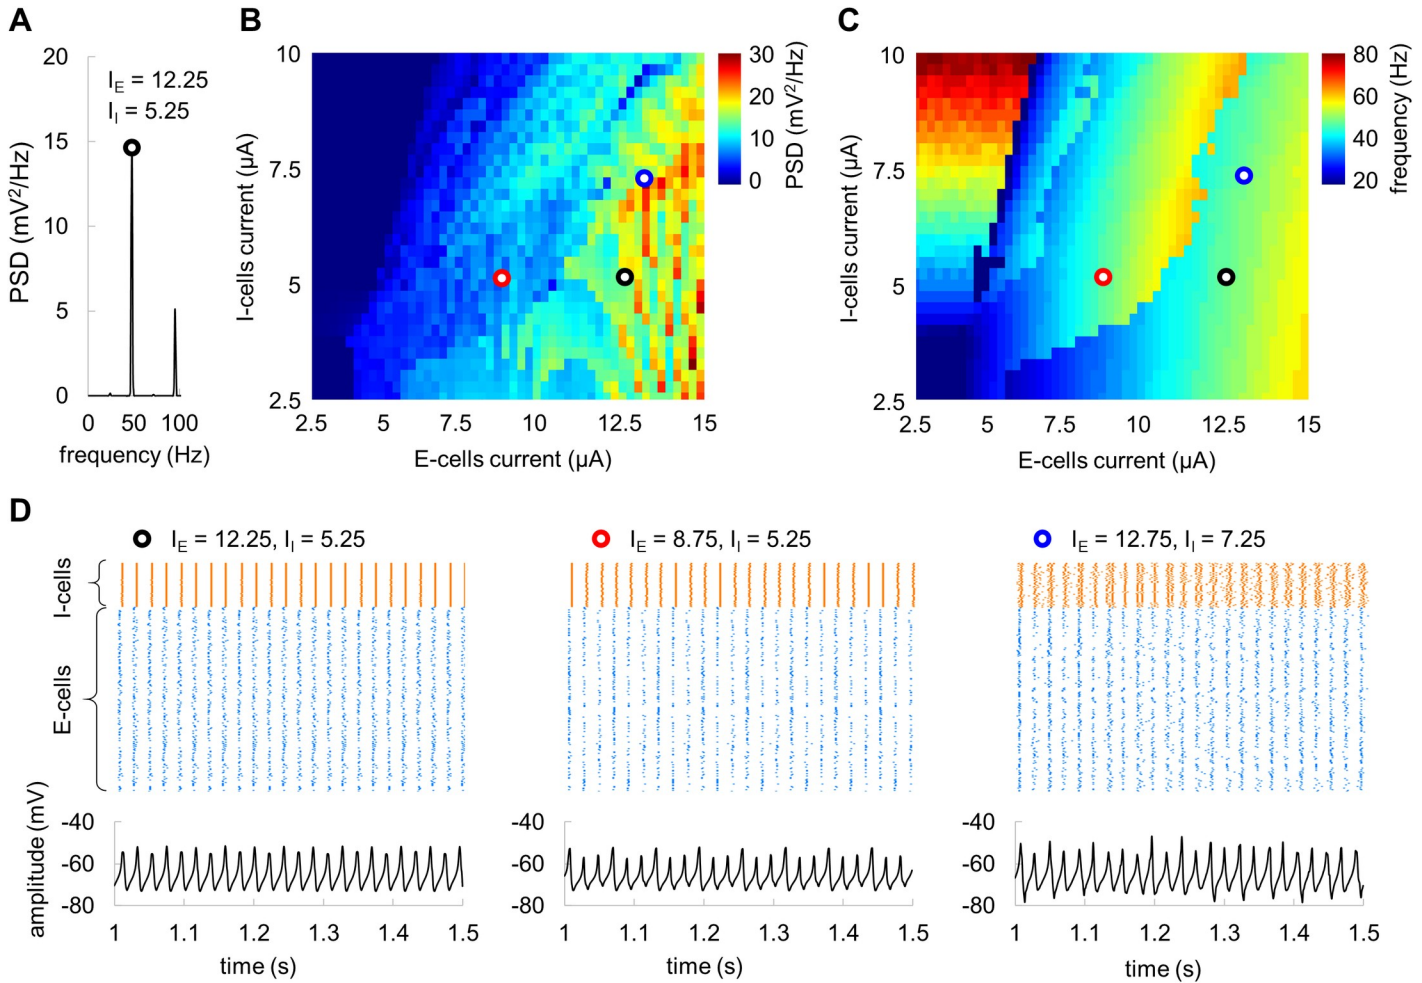 A
20
15
10
5
0
PSD (mV²/Hz)
I_E = 12.25
I_I = 5.25
0 50 100
frequency (Hz)
B
10
7.5
5
2.5
I-cells current (µA)
2.5 5 7.5 10 12.5 15
E-cells current (µA)
30
20
10
0
PSD (mV²/Hz)
C
10
7.5
5
2.5
I-cells current (µA)
2.5 5 7.5 10 12.5 15
E-cells current (µA)
80
60
40
20
frequency (Hz)
D
I_E = 12.25, I_I = 5.25
I_E = 8.75, I_I = 5.25
I_E = 12.75, I_I = 7.25
I-cells
E-cells
amplitude (mV)
-40
-60
-80
1 1.1 1.2 1.3 1.4 1.5
time (s)
-40
-60
-80
1 1.1 1.2 1.3 1.4 1.5
time (s)
-40
-60
-80
1 1.1 1.2 1.3 1.4 1.5
time (s)